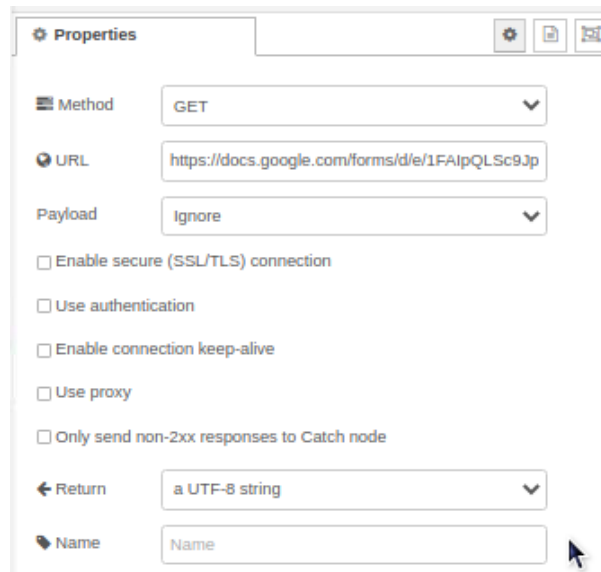 Properties
Method
GET
URL
https://docs.google.com/forms/d/e/1FAIpQLSc9Jp
Payload
Ignore
Enable secure (SSL/TLS) connection
Use authentication
Enable connection keep-alive
Use proxy
Only send non-2xx responses to Catch node
Return
a UTF-8 string
Name
Name